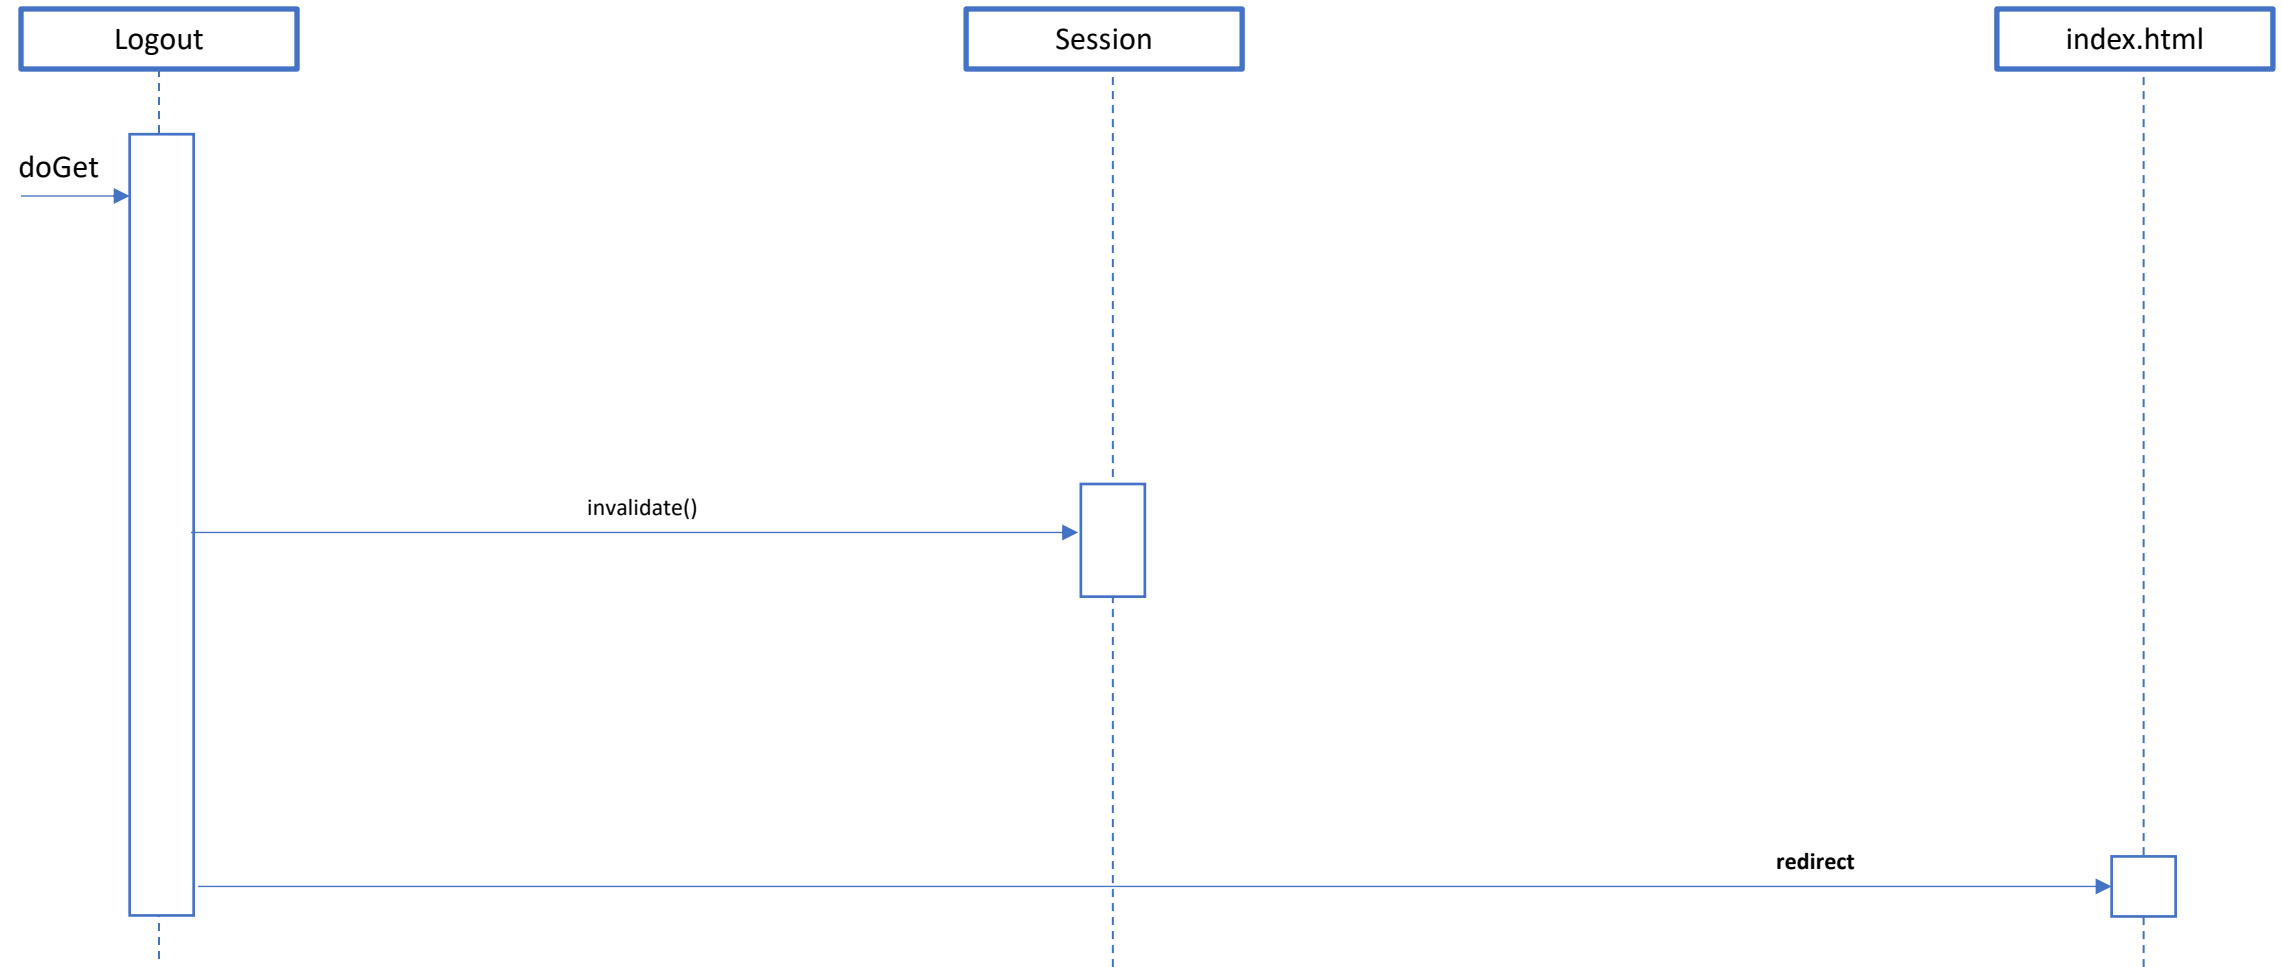 Logout
Session
index.html
doGet
invalidate()
redirect